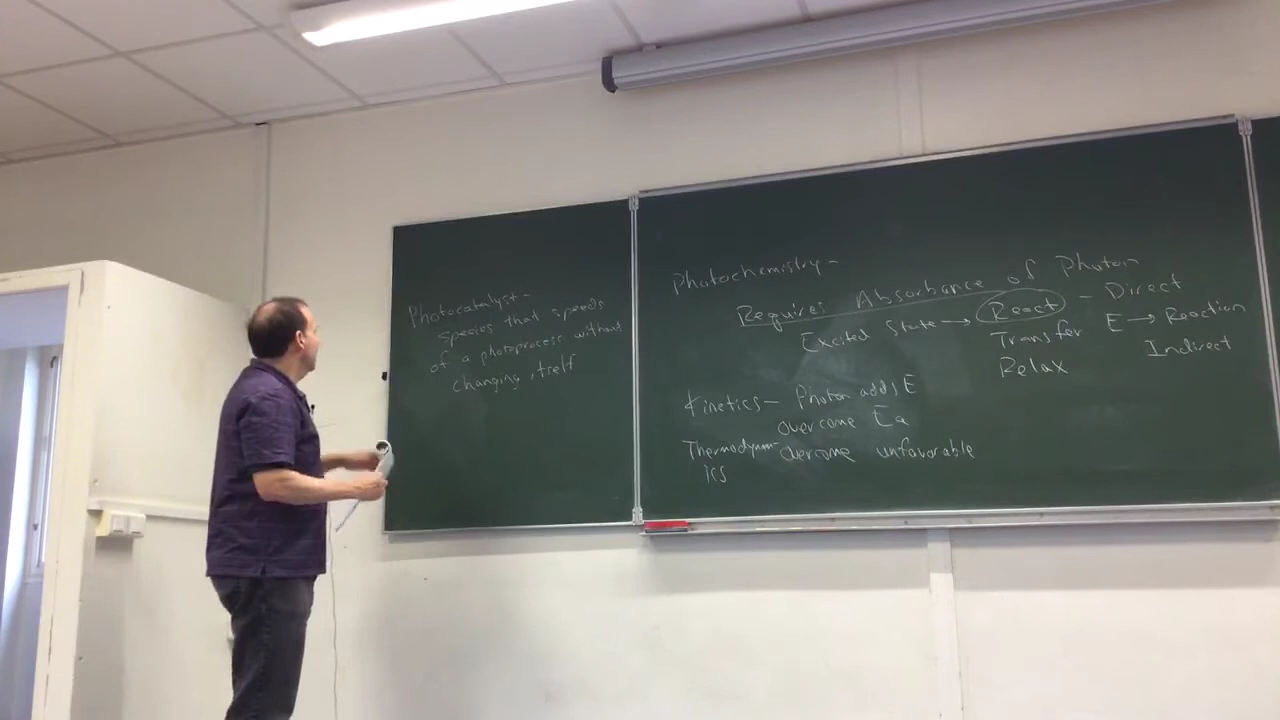 Photocatalyst-
species that speeds
of a photoprocess without
changing itself
Photochemistry-
Requires Absorbance of Photon
Excited State → React - Direct
Transfer E → Reaction
Relax Indirect
Kinetics - Photon adds E
overcome Ea
Thermodynam- overcome unfavorable
ics